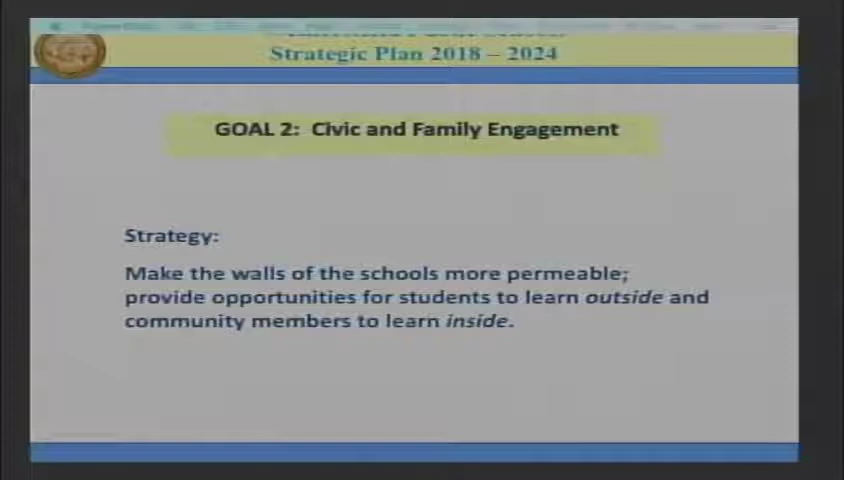 Strategic Plan 2018 – 2024
GOAL 2: Civic and Family Engagement
Strategy:
Make the walls of the schools more permeable;
provide opportunities for students to learn outside and
community members to learn inside.